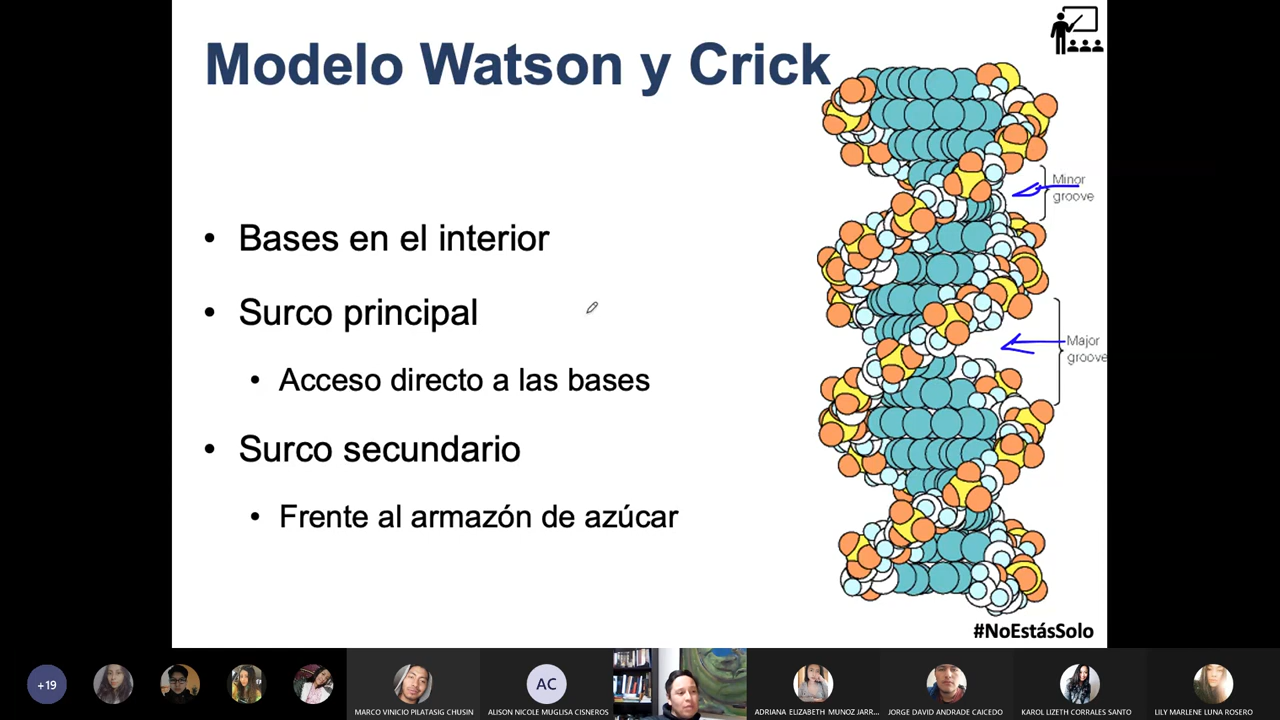 Modelo Watson y Crick
• Bases en el interior
• Surco principal
• Acceso directo a las bases
• Surco secundario
• Frente al armazón de azúcar
Minor
groove
Major
groove
#NoEstásSolo
+19
MARCO VINICIO PILATASIG CHUSIN
AC
ALISON NICOLE MUGLISA CISNEROS
ADRIANA ELIZABETH MUNOZ JARR...
JORGE DAVID ANDRADE CAICEDO
KAROL LIZETH CORRALES SANTO
LILY MARLENE LUNA ROSERO